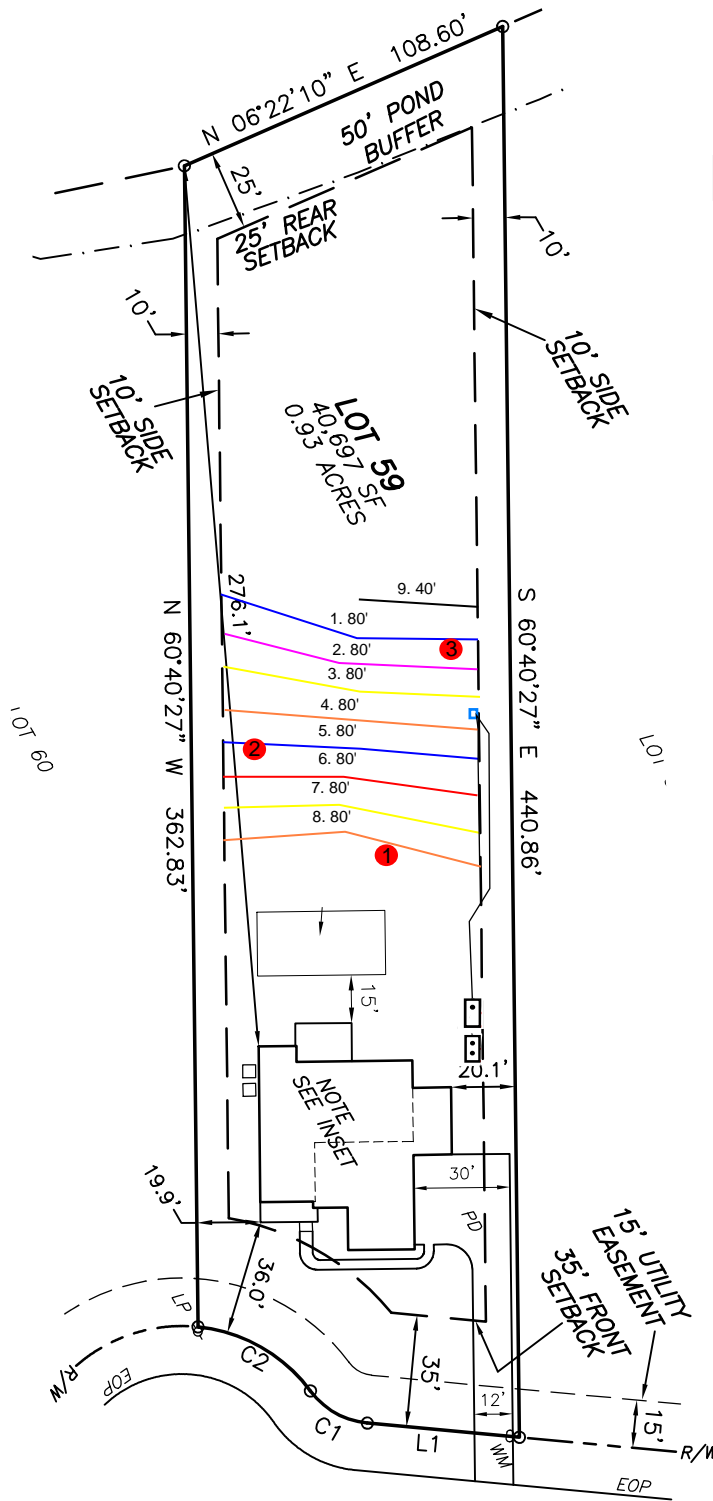 N 06°22'10" E 108.60'
50' POND
BUFFER
25'
25' REAR
SETBACK
10'
10'
10' SIDE
SETBACK
10' SIDE
SETBACK
LOT 59
40,697 SF
0.93 ACRES
276.1'
9. 40'
1. 80'
2. 80'
3. 80'
4. 80'
5. 80'
6. 80'
7. 80'
8. 80'
3
2
1
N 60°40'27" W 362.83'
S 60°40'27" E 440.86'
LOT 60
15'
NOTE
SEE INSET
20.1'
30'
PD
19.9'
36.0'
15' UTILITY
EASEMENT
35' FRONT
SETBACK
LP
C2
R/W
EOP
35'
12'
15'
C1
L1
WM
R/W
EOP